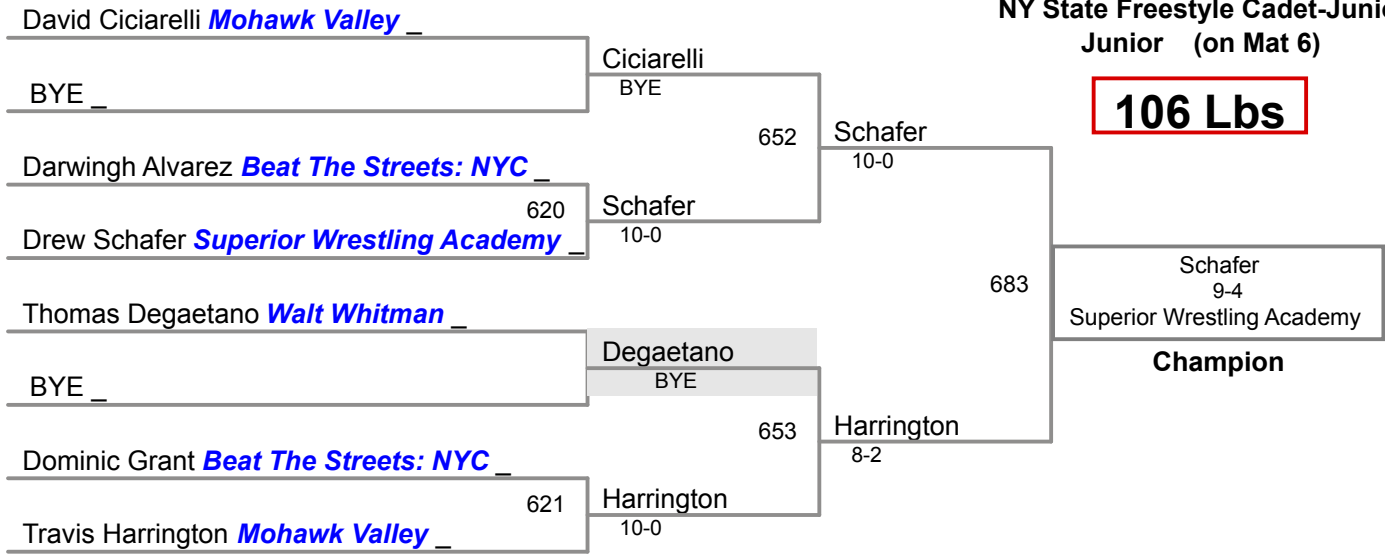 David Ciciarelli Mohawk Valley _
NY State Freestyle Cadet-Junio
Junior (on Mat 6)
106 Lbs
BYE _
Ciciarelli
BYE
Darwingh Alvarez Beat The Streets: NYC _
652
Schafer
10-0
620
Schafer
10-0
Drew Schafer Superior Wrestling Academy _
683
Schafer
9-4
Superior Wrestling Academy
Champion
Thomas Degaetano Walt Whitman _
Degaetano
BYE
BYE _
653
Harrington
8-2
Dominic Grant Beat The Streets: NYC _
621
Harrington
10-0
Travis Harrington Mohawk Valley _